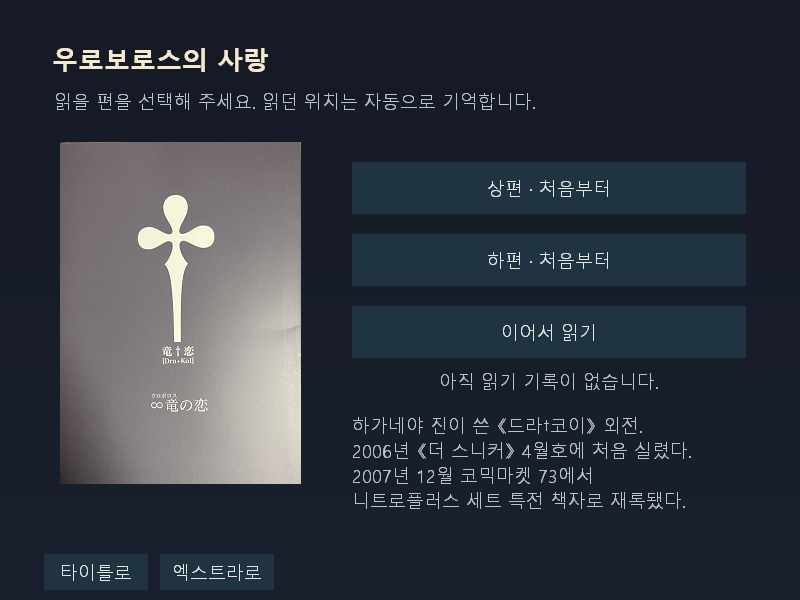 우로보로스의 사랑
읽을 편을 선택해 주세요. 읽던 위치는 자동으로 기억합니다.
竜†恋
[Dra+KoI]
ウロボロス
∞竜の恋
상편 · 처음부터
하편 · 처음부터
이어서 읽기
아직 읽기 기록이 없습니다.
하가네야 진이 쓴 《드라†코이》 외전.
2006년 《더 스니커》 4월호에 처음 실렸다.
2007년 12월 코믹마켓 73에서
니트로플러스 세트 특전 책자로 재록됐다.
타이틀로
엑스트라로